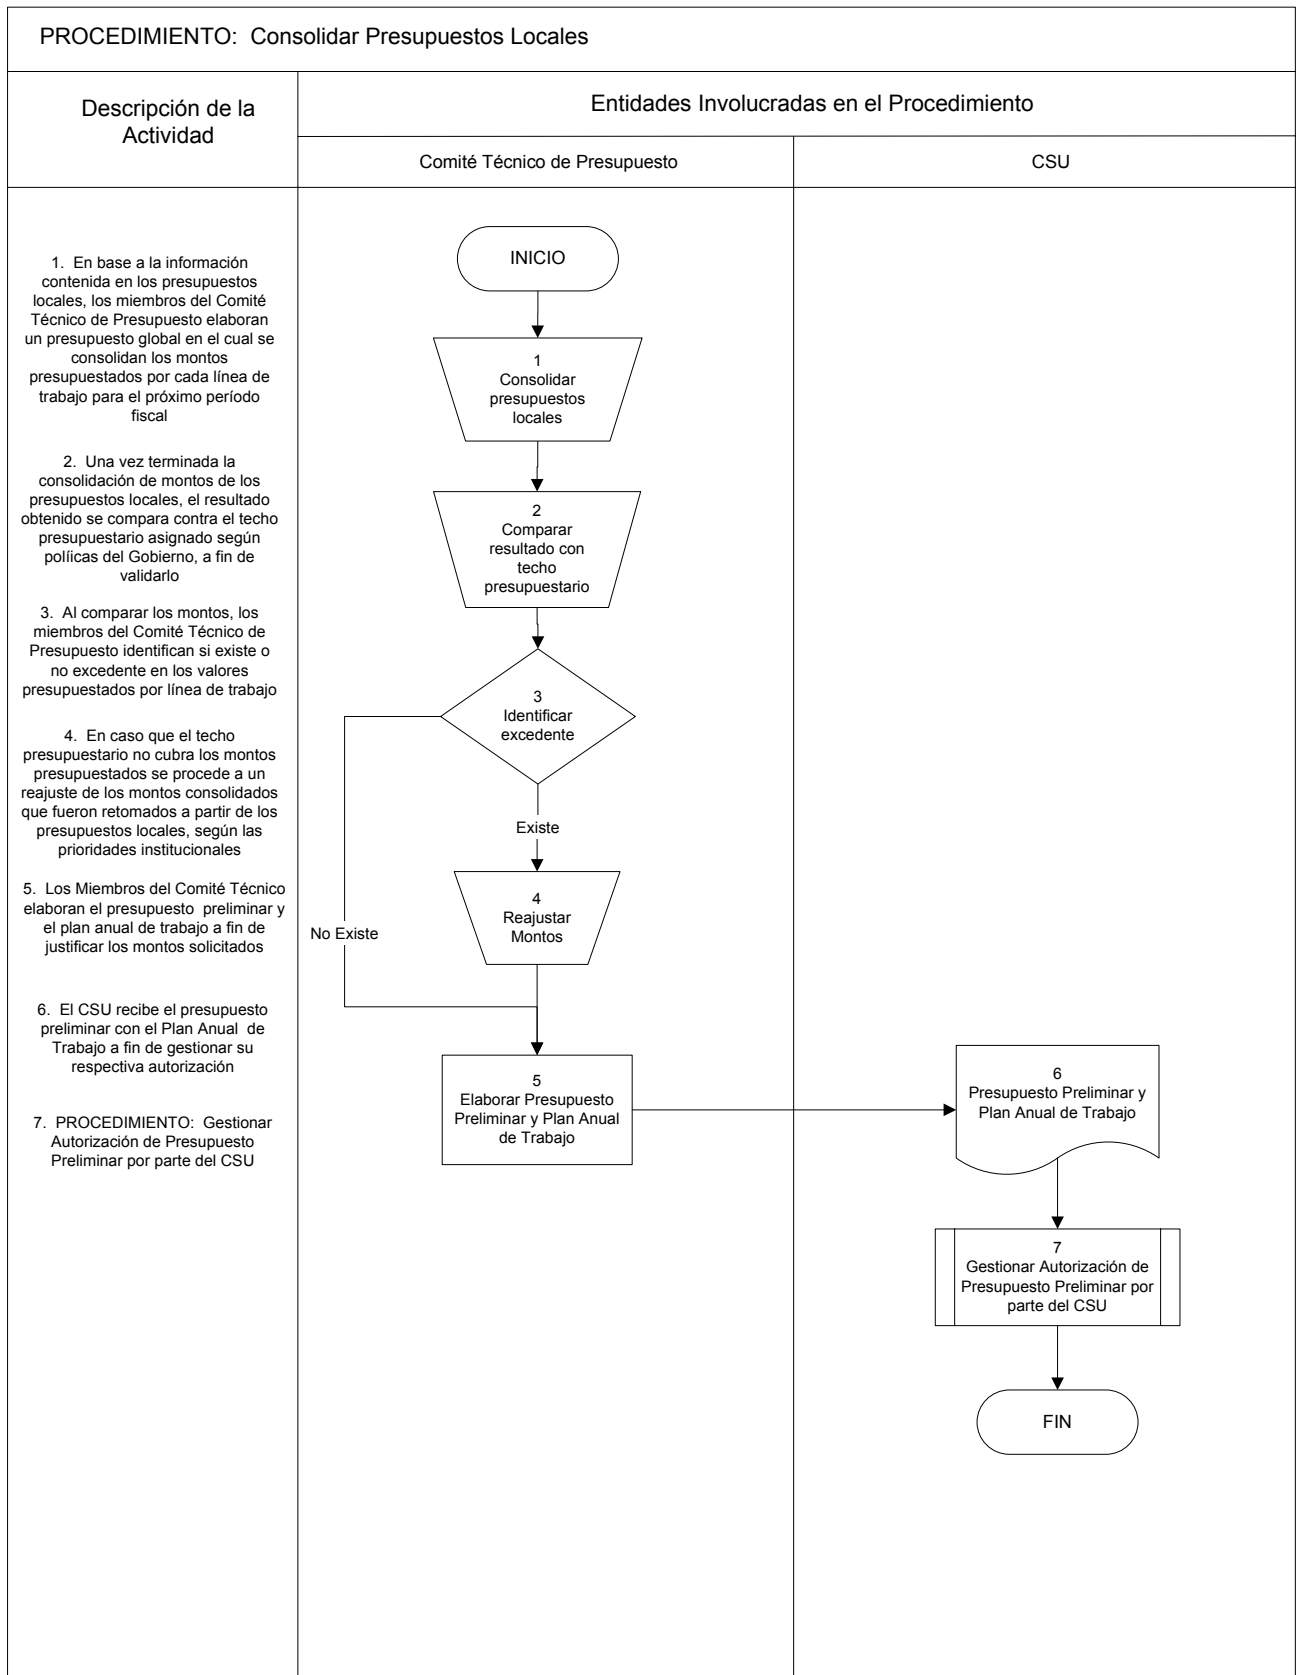 PROCEDIMIENTO:  Consolidar Presupuestos Locales
Descripción de la
Actividad
Entidades Involucradas en el Procedimiento
Comité Técnico de Presupuesto
CSU
1.  En base a la información
contenida en los presupuestos
locales, los miembros del Comité
Técnico de Presupuesto elaboran
un presupuesto global en el cual se
consolidan los montos
presupuestados por cada línea de
trabajo para el próximo período
fiscal
2.  Una vez terminada la
consolidación de montos de los
presupuestos locales, el resultado
obtenido se compara contra el techo
presupuestario asignado según
políicas del Gobierno, a fin de
validarlo
3.  Al comparar los montos, los
miembros del Comité Técnico de
Presupuesto identifican si existe o
no excedente en los valores
presupuestados por línea de trabajo
4.  En caso que el techo
presupuestario no cubra los montos
presupuestados se procede a un
reajuste de los montos consolidados
que fueron retomados a partir de los
presupuestos locales, según las
prioridades institucionales
5.  Los Miembros del Comité Técnico
elaboran el presupuesto  preliminar y
el plan anual de trabajo a fin de
justificar los montos solicitados
6.  El CSU recibe el presupuesto
preliminar con el Plan Anual  de
Trabajo a fin de gestionar su
respectiva autorización
7.  PROCEDIMIENTO:  Gestionar
Autorización de Presupuesto
Preliminar por parte del CSU
INICIO
1
Consolidar
presupuestos
locales
2
Comparar
resultado con
techo
presupuestario
3
Identificar
excedente
Existe
4
Reajustar
Montos
No Existe
5
Elaborar Presupuesto
Preliminar y Plan Anual
de Trabajo
6
Presupuesto Preliminar y
Plan Anual de Trabajo
7
Gestionar Autorización de
Presupuesto Preliminar por
parte del CSU
FIN